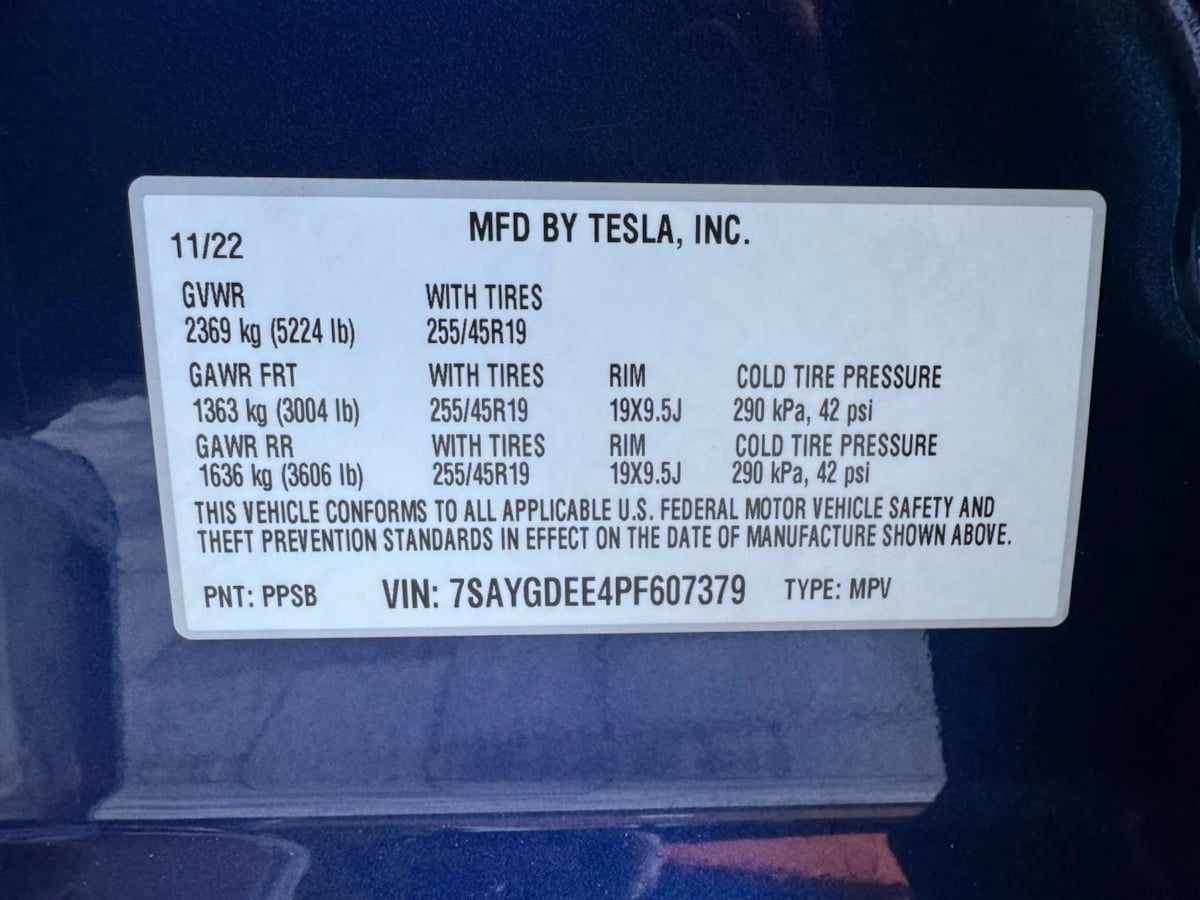 MFD BY TESLA, INC.
11/22
GVWR WITH TIRES
2369 kg (5224 lb) 255/45R19
GAWR FRT WITH TIRES RIM COLD TIRE PRESSURE
1363 kg (3004 lb) 255/45R19 19X9.5J 290 kPa, 42 psi
GAWR RR WITH TIRES RIM COLD TIRE PRESSURE
1636 kg (3606 lb) 255/45R19 19X9.5J 290 kPa, 42 psi
THIS VEHICLE CONFORMS TO ALL APPLICABLE U.S. FEDERAL MOTOR VEHICLE SAFETY AND
THEFT PREVENTION STANDARDS IN EFFECT ON THE DATE OF MANUFACTURE SHOWN ABOVE.
PNT: PPSB VIN: 7SAYGDEE4PF607379 TYPE: MPV